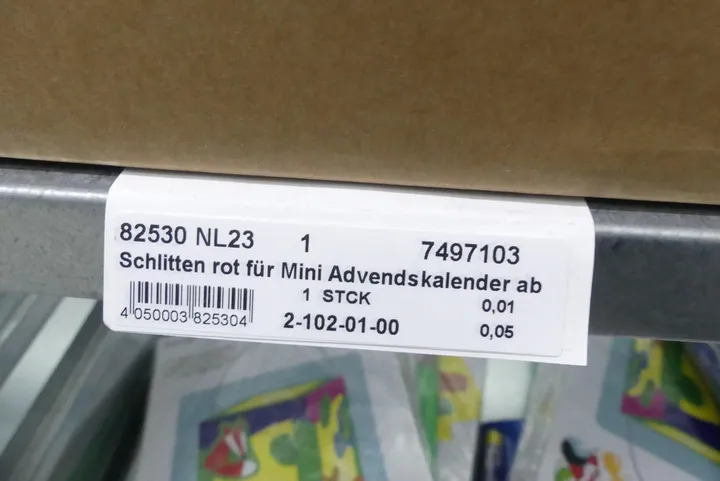 82530 NL23 1 7497103
Schlitten rot für Mini Advendskalender ab
1 STCK 0,01
4 050003 825304 2-102-01-00 0,05